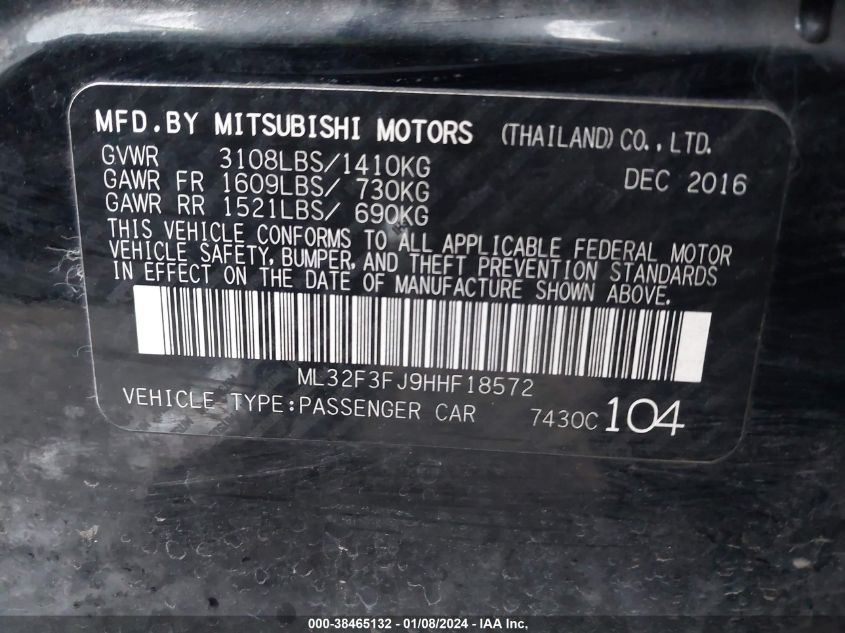 MFD.BY MITSUBISHI MOTORS (THAILAND) CO., LTD.
GVWR 3108LBS/1410KG DEC 2016
GAWR FR 1609LBS/ 730KG
GAWR RR 1521LBS/ 690KG
THIS VEHICLE CONFORMS TO ALL APPLICABLE FEDERAL MOTOR
VEHICLE SAFETY, BUMPER, AND THEFT PREVENTION STANDARDS
IN EFFECT ON THE DATE OF MANUFACTURE SHOWN ABOVE.
ML32F3FJ9HHF18572
VEHICLE TYPE:PASSENGER CAR 7430C 104
000-38465132 - 01/08/2024 - IAA Inc.